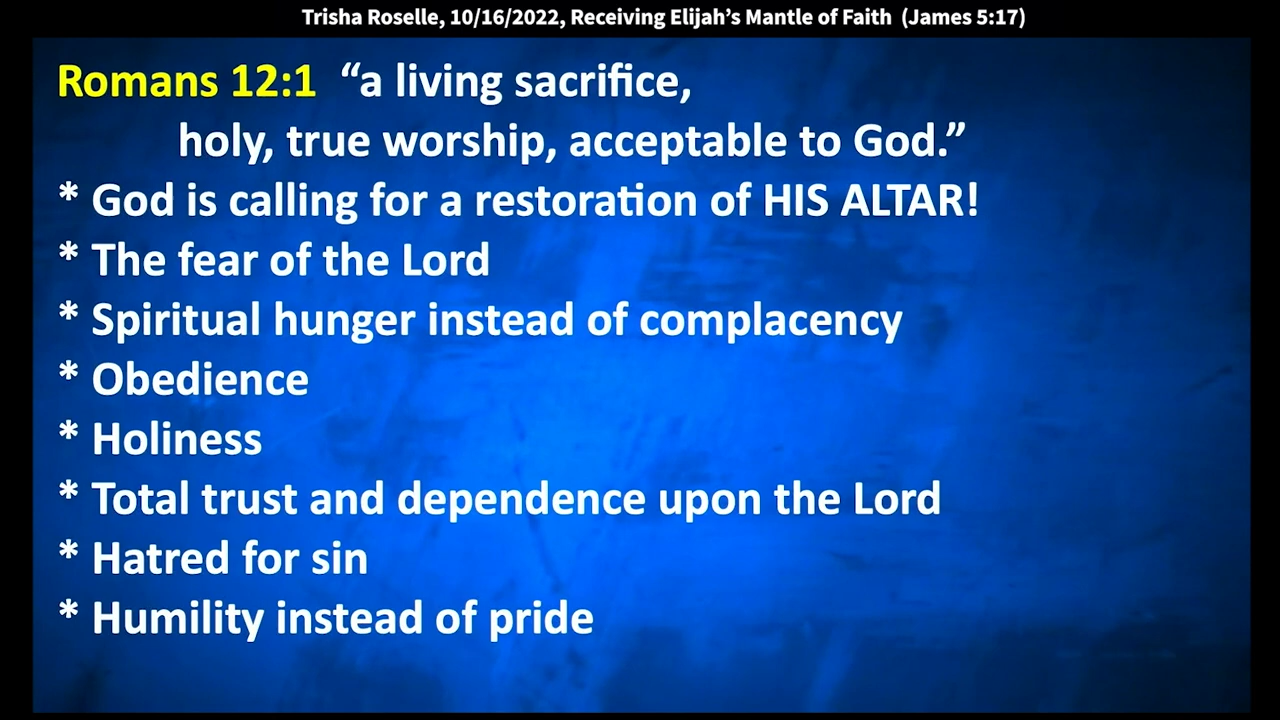 Trisha Roselle, 10/16/2022, Receiving Elijah’s Mantle of Faith (James 5:17)
Romans 12:1 “a living sacrifice,
holy, true worship, acceptable to God.”
* God is calling for a restoration of HIS ALTAR!
* The fear of the Lord
* Spiritual hunger instead of complacency
* Obedience
* Holiness
* Total trust and dependence upon the Lord
* Hatred for sin
* Humility instead of pride